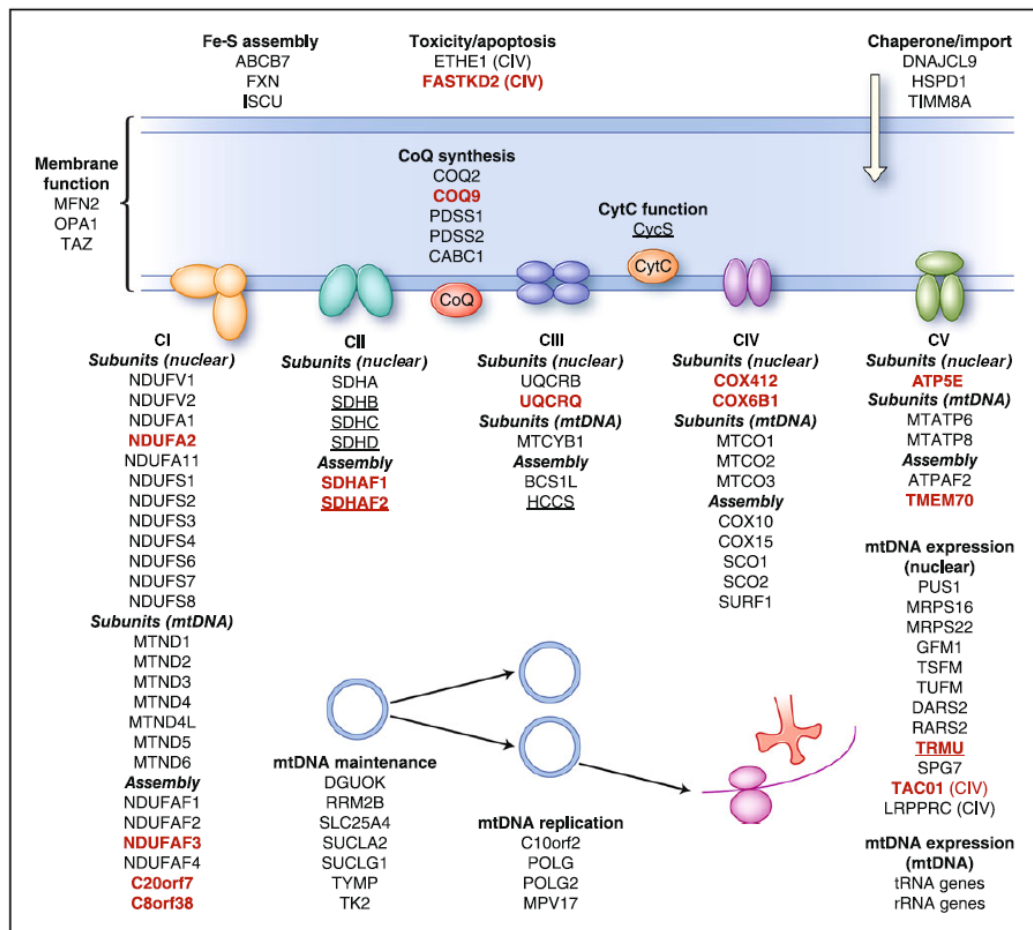 Fe-S assembly
ABCB7
FXN
ISCU
Toxicity/apoptosis
ETHE1 (CIV)
FASTKD2 (CIV)
Chaperone/import
DNAJCL9
HSPD1
TIMM8A
Membrane
function
MFN2
OPA1
TAZ
CoQ synthesis
COQ2
COQ9
PDSS1
PDSS2
CABC1
CytC function
CycS
CytC
CoQ
CI
Subunits (nuclear)
NDUFV1
NDUFV2
NDUFA1
NDUFA2
NDUFA11
NDUFS1
NDUFS2
NDUFS3
NDUFS4
NDUFS6
NDUFS7
NDUFS8
Subunits (mtDNA)
MTND1
MTND2
MTND3
MTND4
MTND4L
MTND5
MTND6
Assembly
NDUFAF1
NDUFAF2
NDUFAF3
NDUFAF4
C20orf7
C8orf38
CII
Subunits (nuclear)
SDHA
SDHB
SDHC
SDHD
Assembly
SDHAF1
SDHAF2
CIII
Subunits (nuclear)
UQCRB
UQCRQ
Subunits (mtDNA)
MTCYB1
Assembly
BCS1L
HCCS
CIV
Subunits (nuclear)
COX412
COX6B1
Subunits (mtDNA)
MTCO1
MTCO2
MTCO3
Assembly
COX10
COX15
SCO1
SCO2
SURF1
CV
Subunits (nuclear)
ATP5E
Subunits (mtDNA)
MTATP6
MTATP8
Assembly
ATPAF2
TMEM70
mtDNA expression
(nuclear)
PUS1
MRPS16
MRPS22
GFM1
TSFM
TUFM
DARS2
RARS2
TRMU
SPG7
TAC01 (CIV)
LRPPRC (CIV)
mtDNA expression
(mtDNA)
tRNA genes
rRNA genes
mtDNA maintenance
DGUOK
RRM2B
SLC25A4
SUCLA2
SUCLG1
TYMP
TK2
mtDNA replication
C10orf2
POLG
POLG2
MPV17